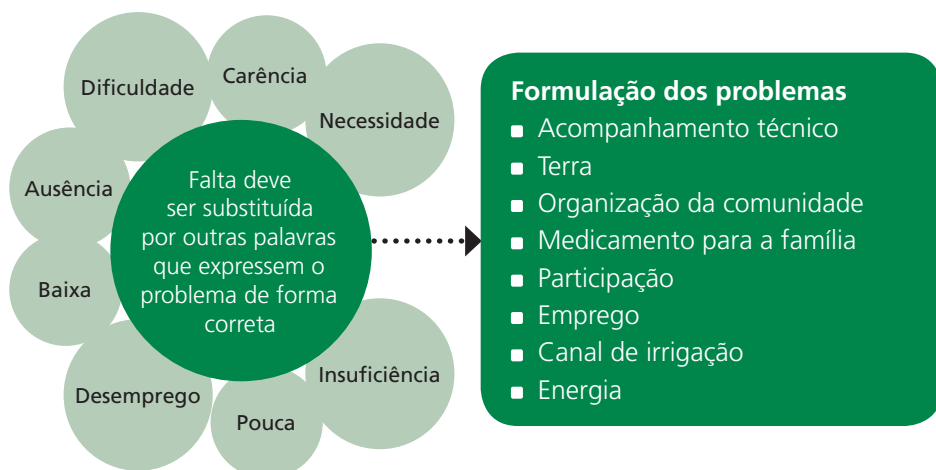 Dificuldade
Carência
Necessidade
Ausência
Falta deve
ser substituída
por outras palavras
que expressem o
problema de forma
correta
Baixa
Desemprego
Pouca
Insuficiência
Formulação dos problemas
Acompanhamento técnico
Terra
Organização da comunidade
Medicamento para a família
Participação
Emprego
Canal de irrigação
Energia